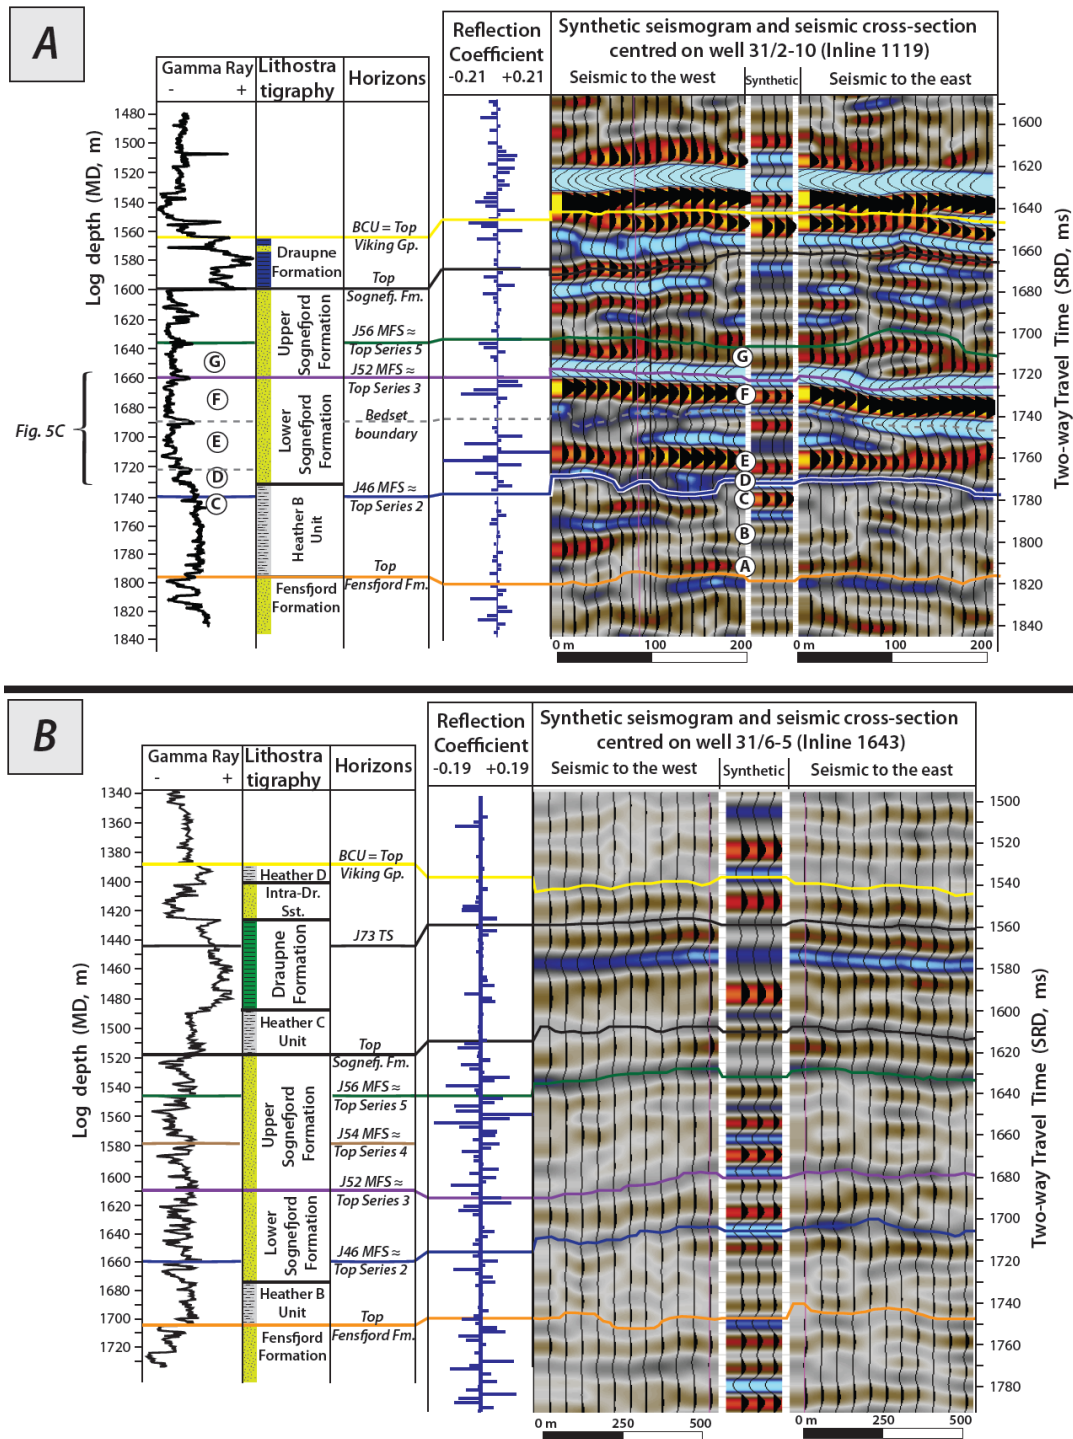 A
Gamma Ray
- +
Lithostra
tigraphy
Horizons
Reflection
Coefficient
-0.21 +0.21
Synthetic seismogram and seismic cross-section
centred on well 31/2-10 (Inline 1119)
Seismic to the west
Synthetic
Seismic to the east
Log depth (MD, m)
1480
1500
1520
1540
1560
1580
1600
1620
1640
1660
1680
1700
1720
1740
1760
1780
1800
1820
1840
Fig. 5C
G
F
E
D
C
Draupne
Formation
Upper
Sognefjord
Formation
Lower
Sognefjord
Formation
Heather B
Unit
Fensfjord
Formation
BCU = Top
Viking Gp.
Top
Sognefj. Fm.
J56 MFS ≈
Top Series 5
J52 MFS ≈
Top Series 3
Bedset
boundary
J46 MFS ≈
Top Series 2
Top
Fensfjord Fm.
G
F
E
D
C
B
A
1600
1620
1640
1660
1680
1700
1720
1740
1760
1780
1800
1820
1840
Two-way Travel Time (SRD, ms)
0 m 100 200
0 m 100 200
B
Gamma Ray
- +
Lithostra
tigraphy
Horizons
Reflection
Coefficient
-0.19 +0.19
Synthetic seismogram and seismic cross-section
centred on well 31/6-5 (Inline 1643)
Seismic to the west
Synthetic
Seismic to the east
Log depth (MD, m)
1340
1360
1380
1400
1420
1440
1460
1480
1500
1520
1540
1560
1580
1600
1620
1640
1660
1680
1700
1720
Heather D
Intra-Dr.
Sst.
Draupne
Formation
Heather C
Unit
Upper
Sognefjord
Formation
Lower
Sognefjord
Formation
Heather B
Unit
Fensfjord
Formation
BCU = Top
Viking Gp.
J73 TS
Top
Sognefj. Fm.
J56 MFS ≈
Top Series 5
J54 MFS ≈
Top Series 4
J52 MFS ≈
Top Series 3
J46 MFS ≈
Top Series 2
Top
Fensfjord Fm.
1500
1520
1540
1560
1580
1600
1620
1640
1660
1680
1700
1720
1740
1760
1780
Two-way Travel Time (SRD, ms)
0 m 250 500
0 m 250 500